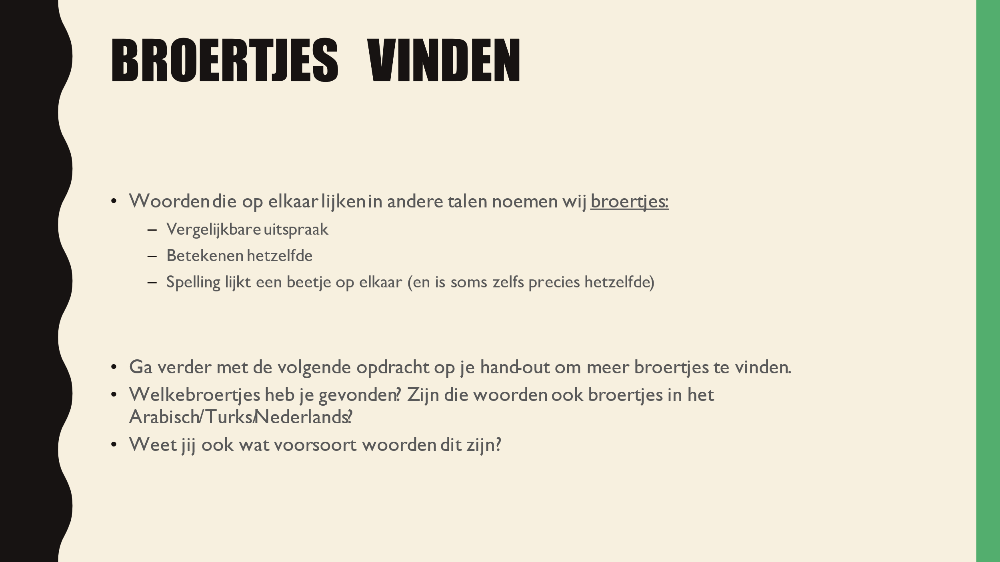 BROERTJES VINDEN
• Woorden die op elkaar lijken in andere talen noemen wij broertjes:
– Vergelijkbare uitspraak
– Betekenen hetzelfde
– Spelling lijkt een beetje op elkaar (en is soms zelfs precies hetzelfde)
• Ga verder met de volgende opdracht op je hand-out om meer broertjes te vinden.
• Welke broertjes heb je gevonden? Zijn die woorden ook broertjes in het
Arabisch/Turks/Nederlands?
• Weet jij ook wat voor soort woorden dit zijn?